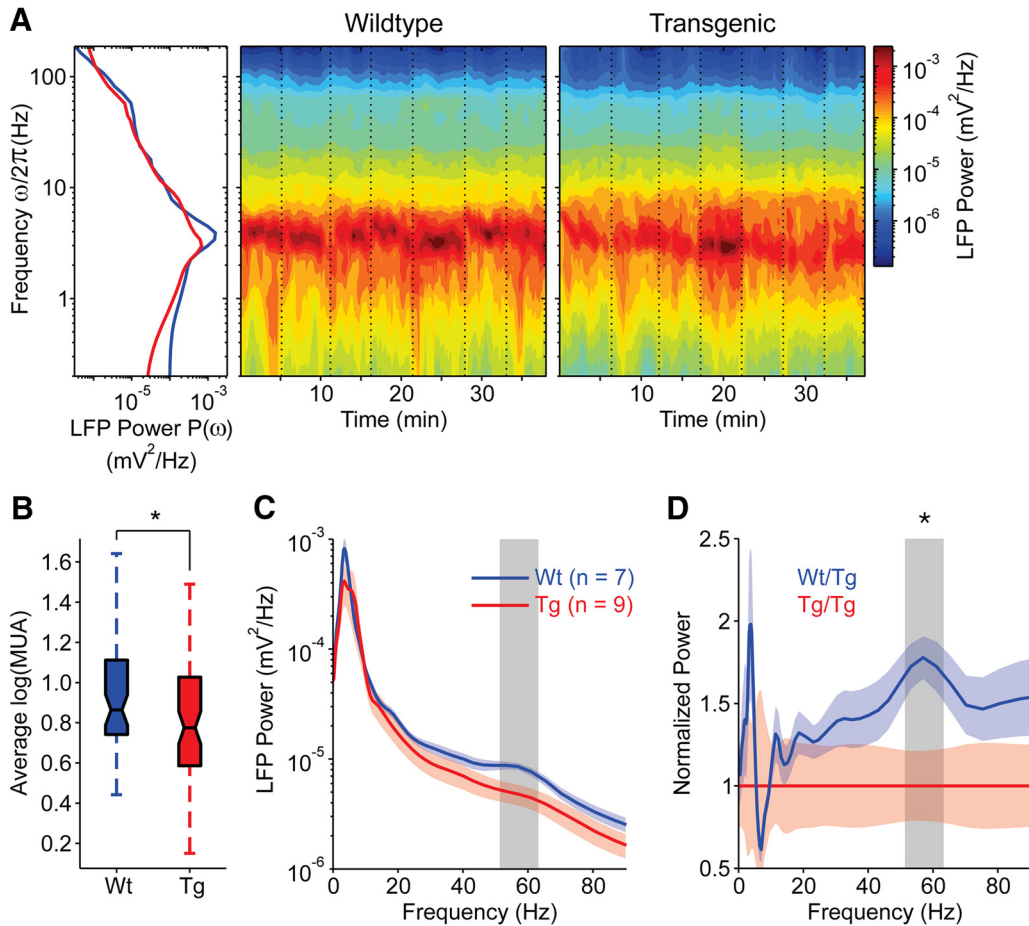 A
Wildtype
Transgenic
Frequency ω/2π(Hz)
100
10
1
10⁻⁵ 10⁻³
LFP Power P(ω)
(mV²/Hz)
10 20 30
Time (min)
10 20 30
Time (min)
10⁻³
10⁻⁴
10⁻⁵
10⁻⁶
LFP Power (mV²/Hz)
B
*
Average log(MUA)
1.6
1.4
1.2
1.0
0.8
0.6
0.4
0.2
Wt Tg
C
LFP Power (mV²/Hz)
10⁻³
10⁻⁴
10⁻⁵
10⁻⁶
Wt (n = 7)
Tg (n = 9)
0 20 40 60 80
Frequency (Hz)
D
*
Normalized Power
2.5
2
1.5
1
0.5
Wt/Tg
Tg/Tg
0 20 40 60 80
Frequency (Hz)